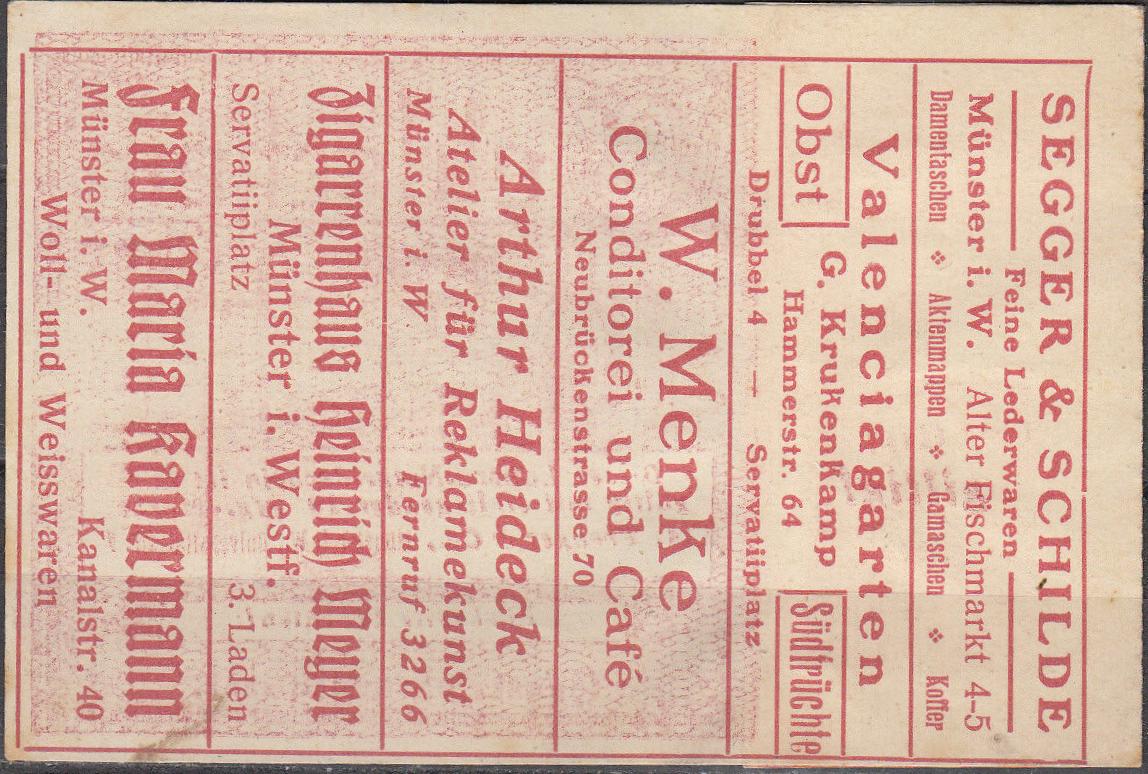 SEGGER & SCHILDE
Feine Lederwaren
Münster i. W. Alter Fischmarkt 4-5
Damentaschen Aktenmappen Gamaschen Koffer
Valenciagarten
Obst G. Krukenkamp Südfrüchte
Hammerstr. 64
Drubbel 4 — Servatiiplatz
W. Menke
Conditorei und Café
Neubrückenstrasse 70
Arthur Heideck
Atelier für Reklamekunst
Münster i. W. Fernruf 3266
Zigarrenhaus Heinrich Meyer
Münster i. Westf.
Servatiiplatz 3. Laden
Frau Maria Kavermann
Münster i. W. Kanalstr. 40
Woll- und Weisswaren